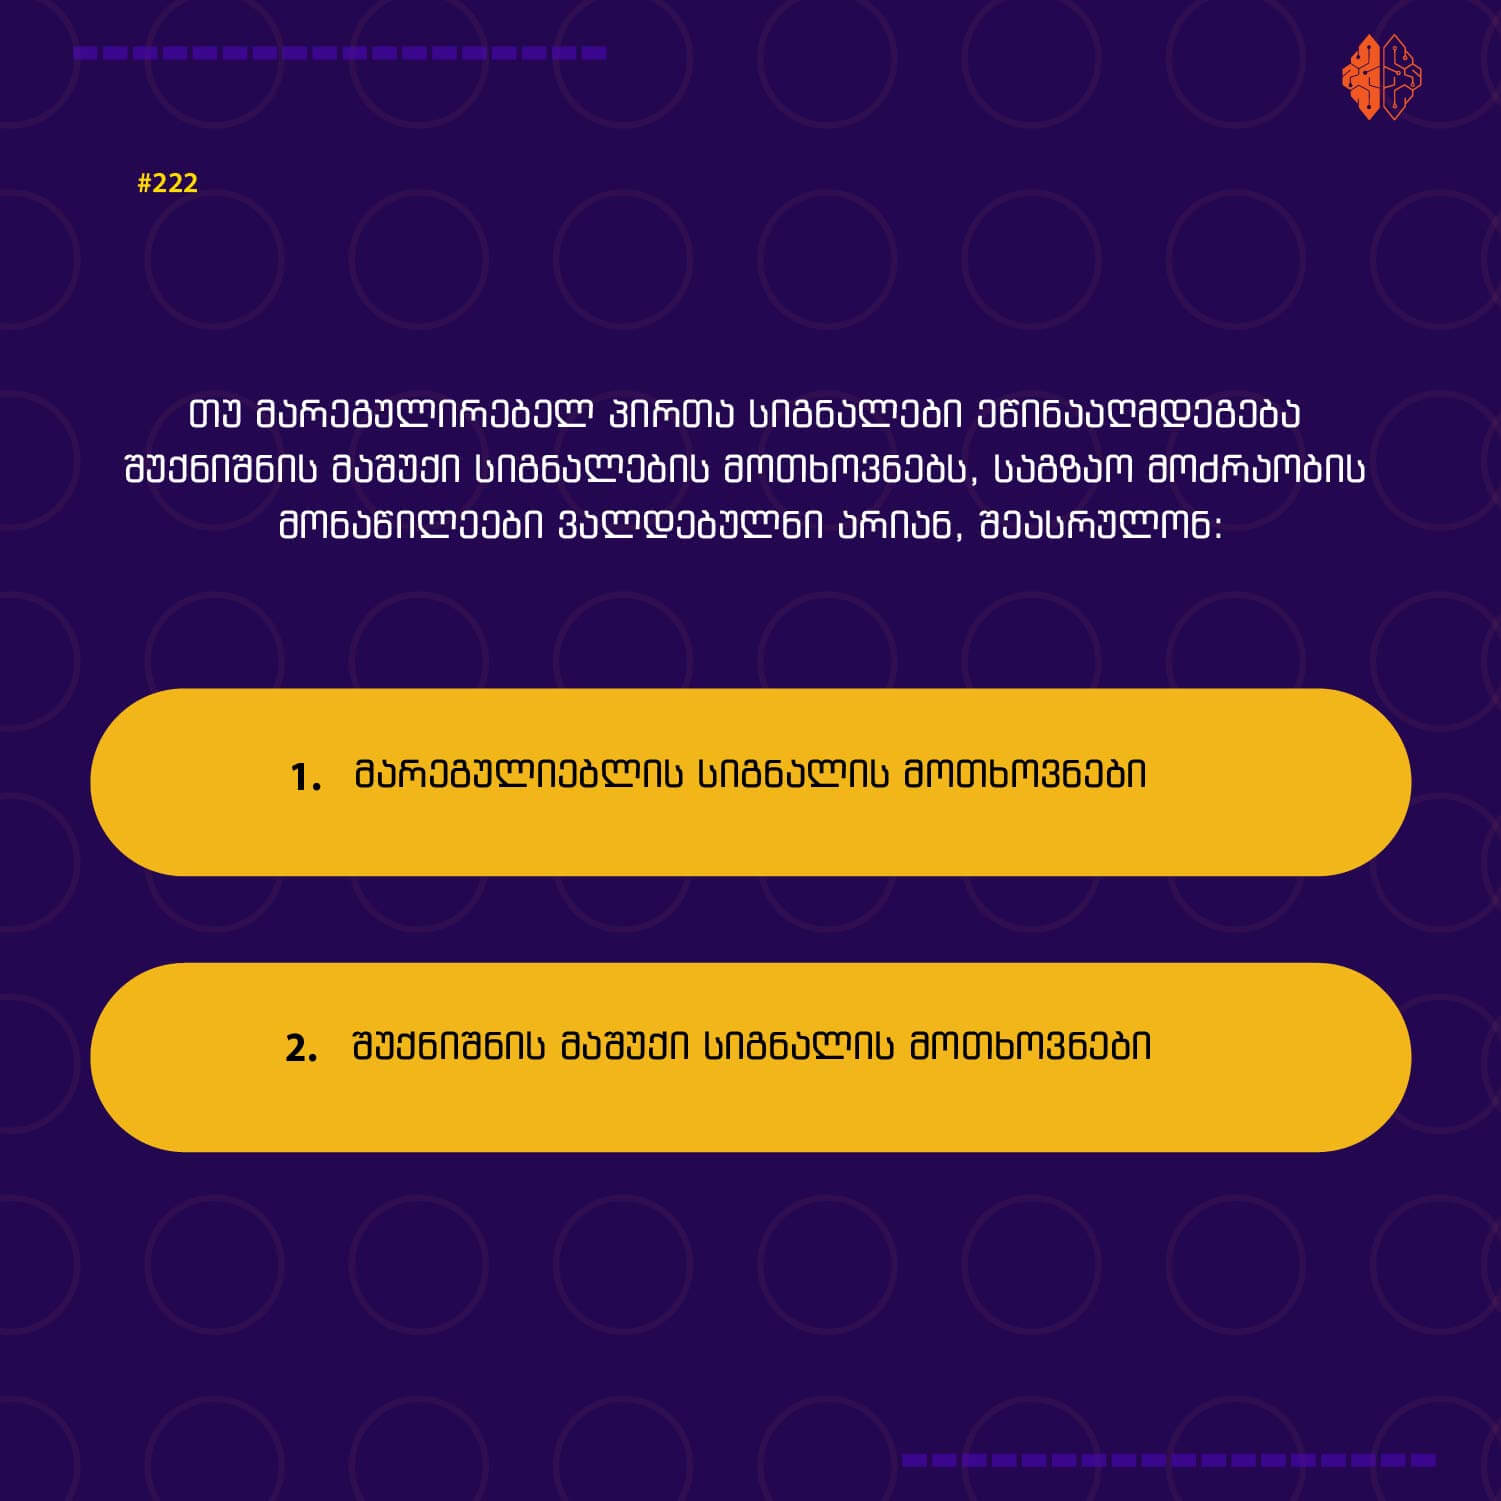 #222
თუ მარეგულირებელ პირთა სიგნალები ეწინააღმდეგება
შუქნიშნის მაშუქი სიგნალების მოთხოვნებს, საგზაო მოძრაობის
მონაწილეები ვალდებულნი არიან, შეასრულონ:
1. მარეგულიებლის სიგნალის მოთხოვნები
2. შუქნიშნის მაშუქი სიგნალის მოთხოვნები